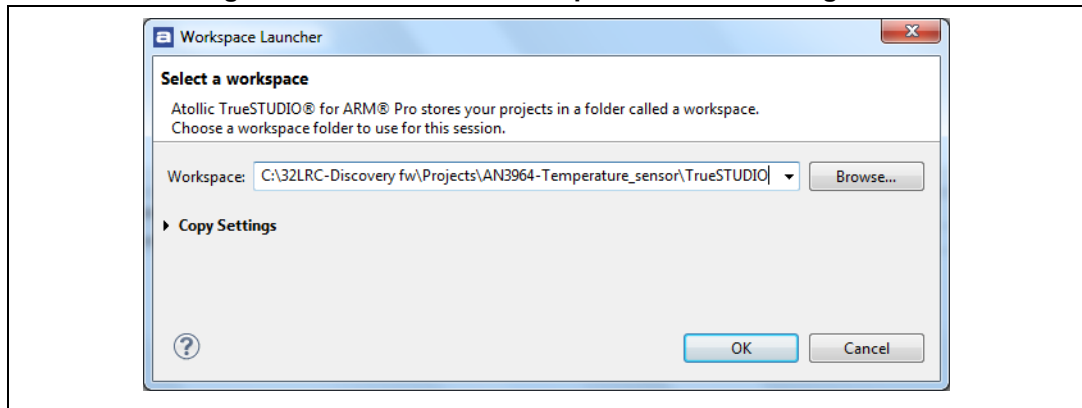 Workspace Launcher
Select a workspace
Atollic TrueSTUDIO® for ARM® Pro stores your projects in a folder called a workspace.
Choose a workspace folder to use for this session.
Workspace: C:\32LRC-Discovery fw\Projects\AN3964-Temperature_sensor\TrueSTUDIO Browse...
Copy Settings
? OK Cancel